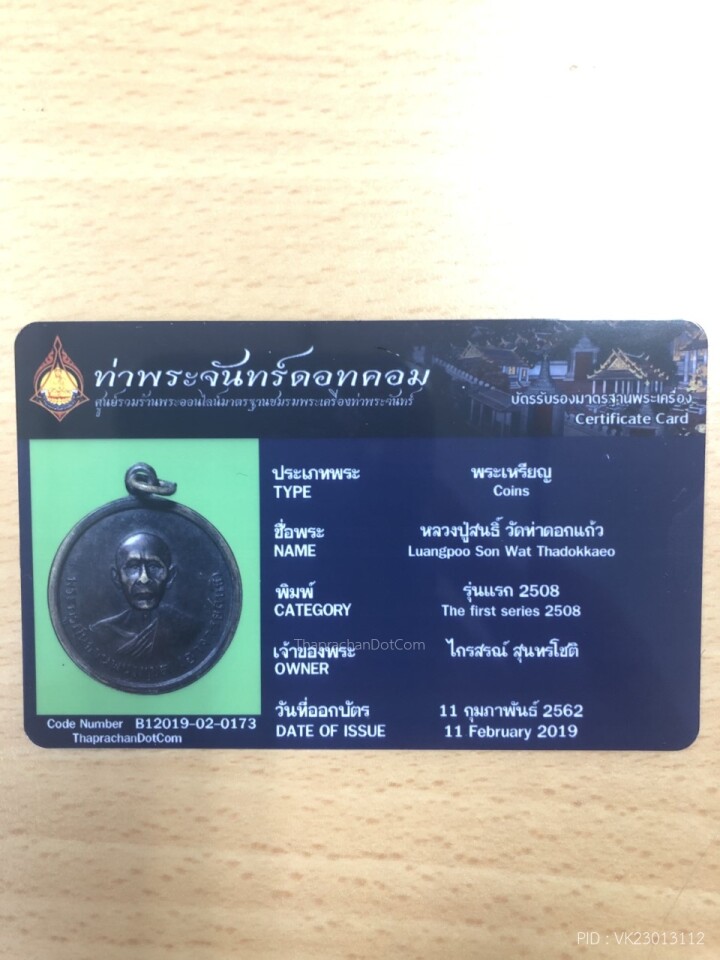 ท่าพระจันทร์ดอทคอม
ศูนย์รวมร้านพระออนไลน์มาตรฐานชมรมพระเครื่องท่าพระจันทร์
บัตรรับรองมาตรฐานพระเครื่อง
Certificate Card
ประเภทพระ พระเหรียญ
TYPE Coins
ชื่อพระ หลวงปู่สนธิ์ วัดท่าดอกแก้ว
NAME Luangpoo Son Wat Thadokkaeo
พิมพ์ รุ่นแรก 2508
CATEGORY The first series 2508
ThaprachanDotCom
เจ้าของพระ ไกรสรณ์ สุนทรโชติ
OWNER
วันที่ออกบัตร 11 กุมภาพันธ์ 2562
DATE OF ISSUE 11 February 2019
Code Number B12019-02-0173
ThaprachanDotCom
PID : VK23013112